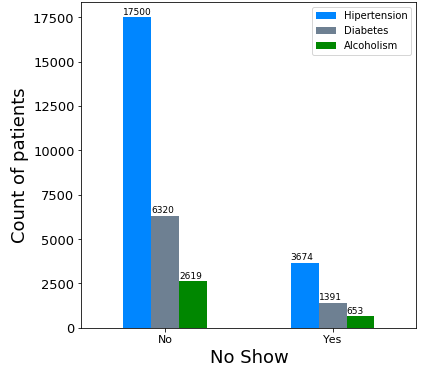 Hipertension
Diabetes
Alcoholism
17500
15000
12500
10000
7500
5000
2500
0
Count of patients
17500
6320
2619
3674
1391
653
No
Yes
No Show